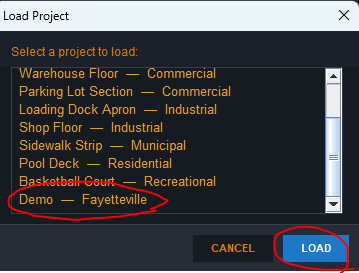 Load Project
Select a project to load:
Warehouse Floor — Commercial
Parking Lot Section — Commercial
Loading Dock Apron — Industrial
Shop Floor — Industrial
Sidewalk Strip — Municipal
Pool Deck — Residential
Basketball Court — Recreational
Demo — Fayetteville
CANCEL LOAD